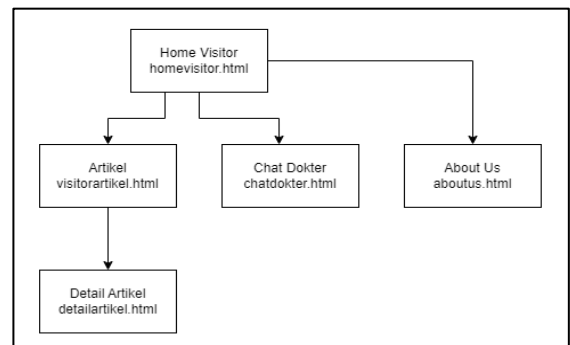 Home Visitor
homevisitor.html
Artikel
visitorartikel.html
Chat Dokter
chatdokter.html
About Us
aboutus.html
Detail Artikel
detailartikel.html